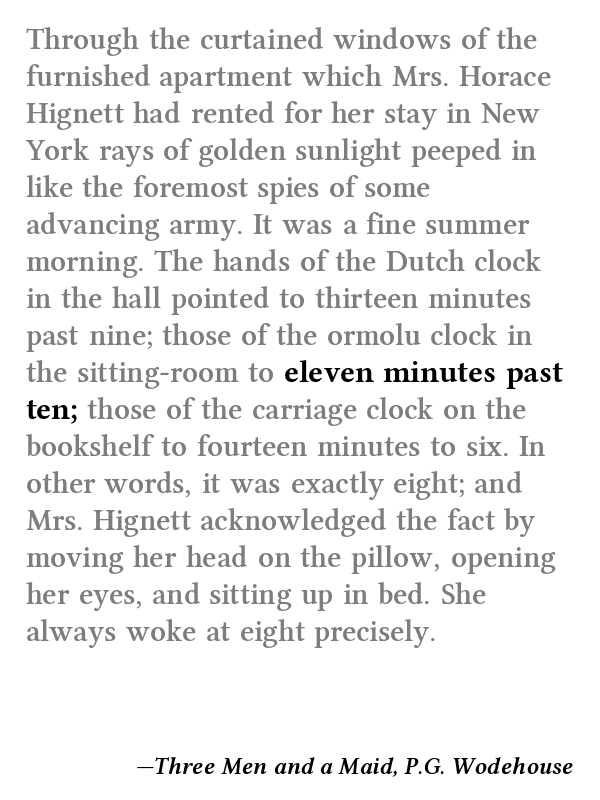 Through the curtained windows of the
furnished apartment which Mrs. Horace
Hignett had rented for her stay in New
York rays of golden sunlight peeped in
like the foremost spies of some
advancing army. It was a fine summer
morning. The hands of the Dutch clock
in the hall pointed to thirteen minutes
past nine; those of the ormolu clock in
the sitting-room to eleven minutes past
ten; those of the carriage clock on the
bookshelf to fourteen minutes to six. In
other words, it was exactly eight; and
Mrs. Hignett acknowledged the fact by
moving her head on the pillow, opening
her eyes, and sitting up in bed. She
always woke at eight precisely.
—Three Men and a Maid, P.G. Wodehouse